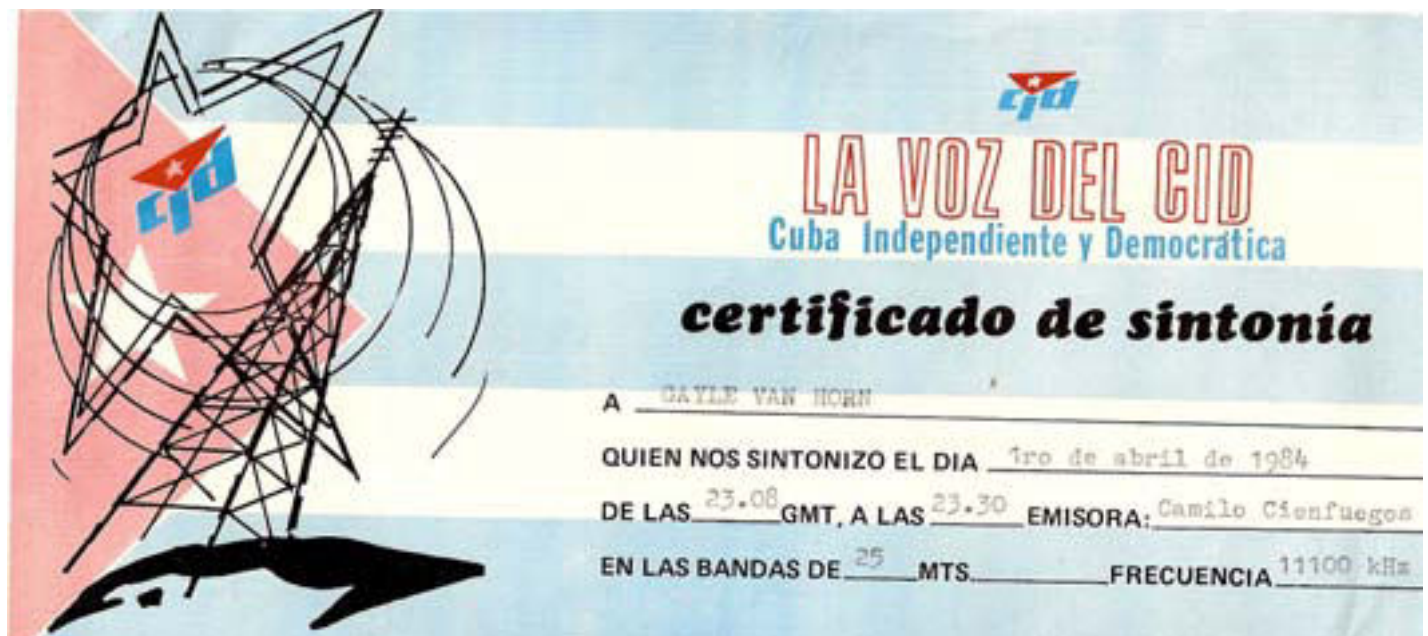 cid
cid
LA VOZ DEL CID
Cuba Independiente y Democrática
certificado de sintonía
A GAYLE VAN HORN
QUIEN NOS SINTONIZO EL DIA 1ro de abril de 1984
DE LAS 23.08 GMT, A LAS 23.30 EMISORA: Camilo Cienfuegos
EN LAS BANDAS DE 25 MTS. FRECUENCIA 11100 kHz